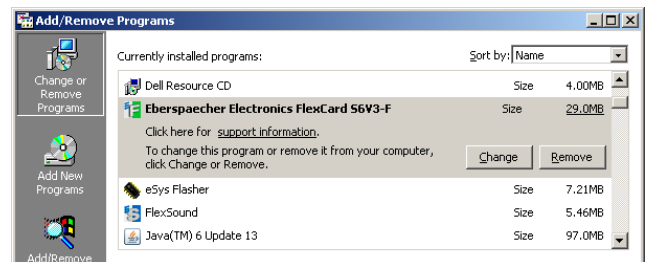 Add/Remove Programs
Change or
Remove
Programs
Add New
Programs
Add/Remove
Currently installed programs:
Sort by: Name
Dell Resource CD Size 4.00MB
Eberspaecher Electronics FlexCard S6V3-F Size 29.0MB
Click here for support information.
To change this program or remove it from your computer,
click Change or Remove.
Change Remove
eSys Flasher Size 7.21MB
FlexSound Size 5.46MB
Java(TM) 6 Update 13 Size 97.0MB